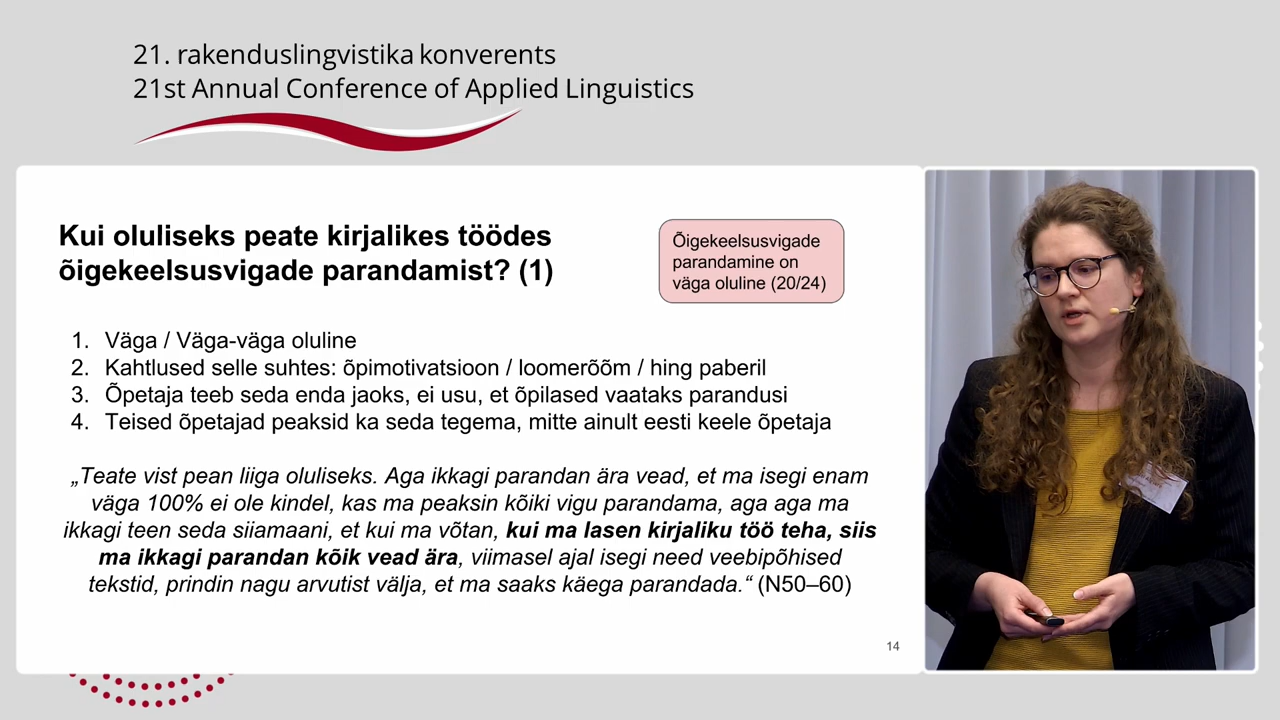 21. rakenduslingvistika konverents
21st Annual Conference of Applied Linguistics
Kui oluliseks peate kirjalikes töödes
õigekeelsusvigade parandamist? (1)
Õigekeelsusvigade
parandamine on
väga oluline (20/24)
1. Väga / Väga-väga oluline
2. Kahtlused selle suhtes: õpimotivatsioon / loomerõõm / hing paberil
3. Õpetaja teeb seda enda jaoks, ei usu, et õpilased vaataks parandusi
4. Teised õpetajad peaksid ka seda tegema, mitte ainult eesti keele õpetaja
„Teate vist pean liiga oluliseks. Aga ikkagi parandan ära vead, et ma isegi enam
väga 100% ei ole kindel, kas ma peaksin kõiki vigu parandama, aga aga ma
ikkagi teen seda siiamaani, et kui ma võtan, kui ma lasen kirjaliku töö teha, siis
ma ikkagi parandan kõik vead ära, viimasel ajal isegi need veebipõhised
tekstid, prindin nagu arvutist välja, et ma saaks käega parandada.“ (N50–60)
14